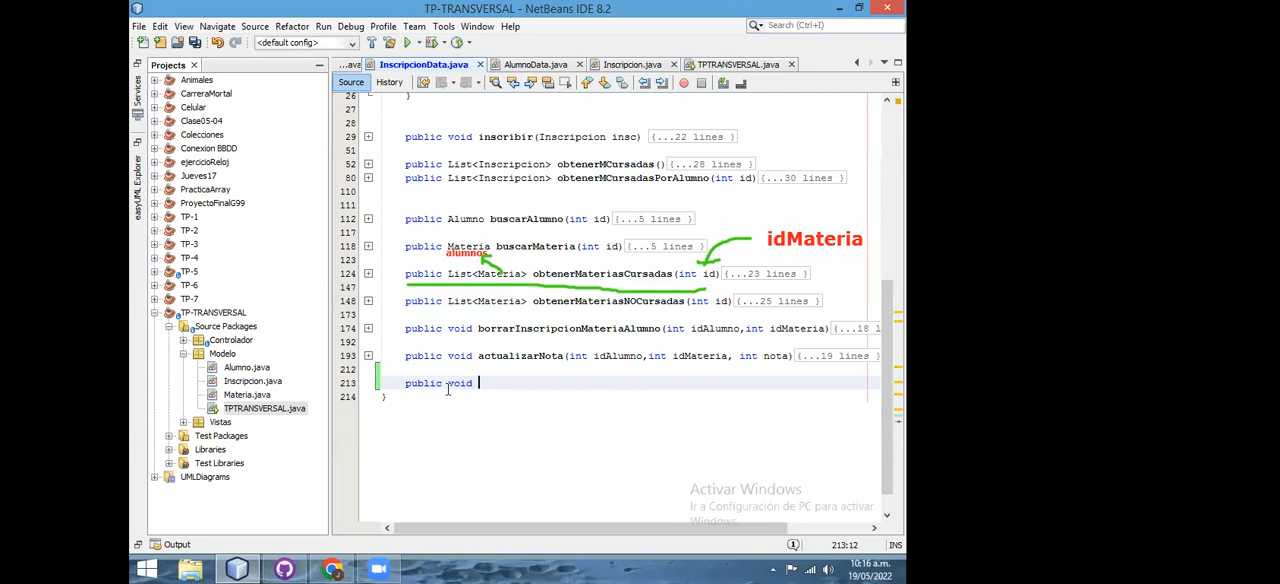 TP-TRANSVERSAL - NetBeans IDE 8.2
File Edit View Navigate Source Refactor Run Debug Profile Team Tools Window Help
Search (Ctrl+I)
<default config>
Projects
...ava InscripcionData.java AlumnoData.java Inscripcion.java TPTRANSVERSAL.java
Source History
Services
easyUML Explorer
Animales
CarreraMortal
Celular
Clase05-04
Colecciones
Conexion BBDD
ejercicioReloj
Jueves17
PracticaArray
ProyectoFinalG99
TP-1
TP-2
TP-3
TP-4
TP-5
TP-6
TP-7
TP-TRANSVERSAL
Source Packages
Controlador
Modelo
Alumno.java
Inscripcion.java
Materia.java
TPTRANSVERSAL.java
Vistas
Test Packages
Libraries
Test Libraries
UMLDiagrams
26 }
27
28
29 public void inscribir(Inscripcion insc) {...22 lines }
51
52 public List<Inscripcion> obtenerMCursadas(){...28 lines }
80 public List<Inscripcion> obtenerMCursadasPorAlumno(int id){...30 lines }
110
111
112 public Alumno buscarAlumno(int id){...5 lines }
117
118 public Materia buscarMateria(int id){...5 lines }
idMateria
alumnos
123
124 public List<Materia> obtenerMateriasCursadas(int id){...23 lines }
147
148 public List<Materia> obtenerMateriasNOCursadas(int id){...25 lines }
173
174 public void borrarInscripcionMateriaAlumno(int idAlumno,int idMateria){...18 l
192
193 public void actualizarNota(int idAlumno,int idMateria, int nota){...19 lines }
212
213 public void
214 }
Activar Windows
Ir a Configuración de PC para activar
Windows.
Output
1
213:12
INS
10:16 a.m.
19/05/2022